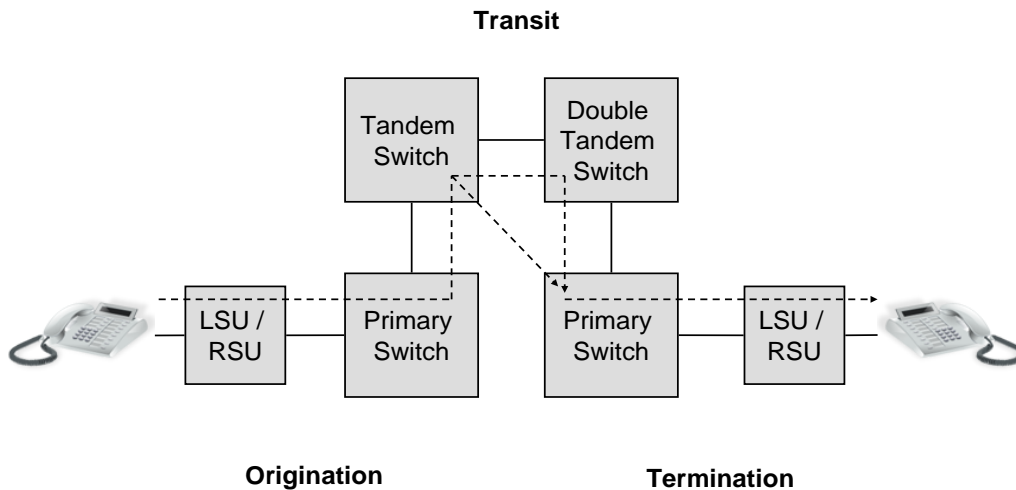 Transit
Tandem
Switch
Double
Tandem
Switch
LSU /
RSU
Primary
Switch
Primary
Switch
LSU /
RSU
Origination
Termination